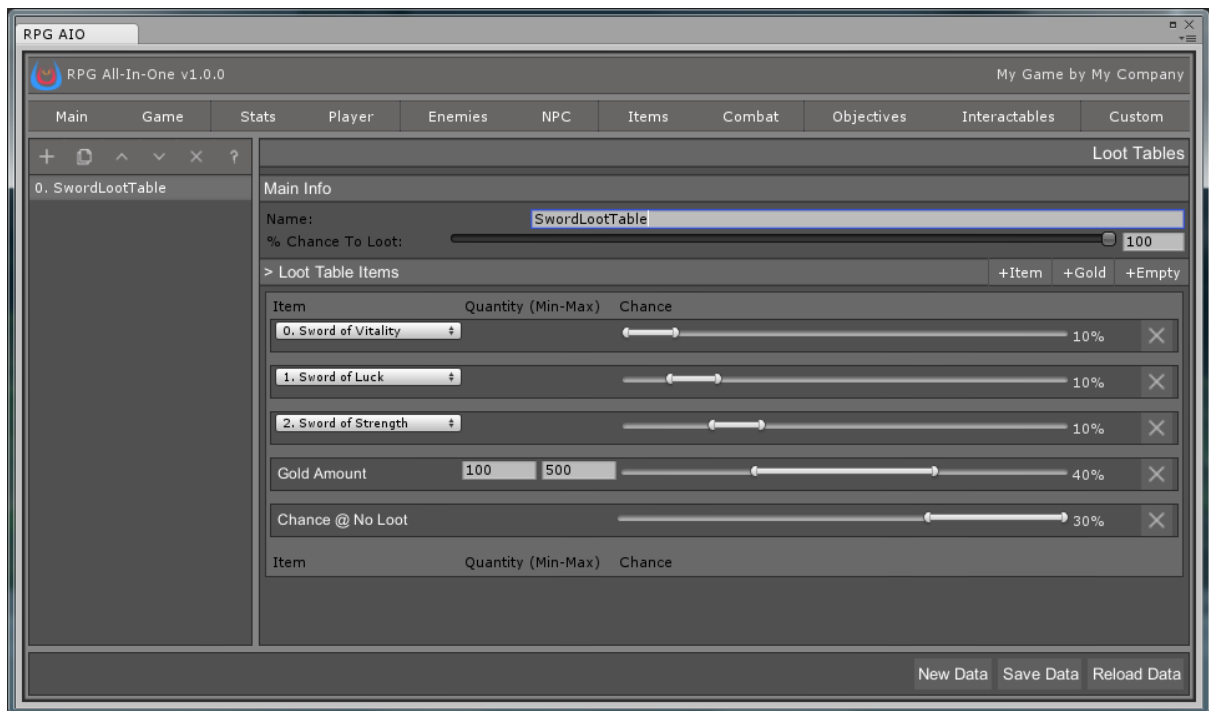 RPG AIO
RPG All-In-One v1.0.0 My Game by My Company
Main Game Stats Player Enemies NPC Items Combat Objectives Interactables Custom
? Loot Tables
0. SwordLootTable
Main Info
Name: SwordLootTable
% Chance To Loot: 100
> Loot Table Items +Item +Gold +Empty
Item Quantity (Min-Max) Chance
0. Sword of Vitality 10%
1. Sword of Luck 10%
2. Sword of Strength 10%
Gold Amount 100 500 40%
Chance @ No Loot 30%
Item Quantity (Min-Max) Chance
New Data Save Data Reload Data